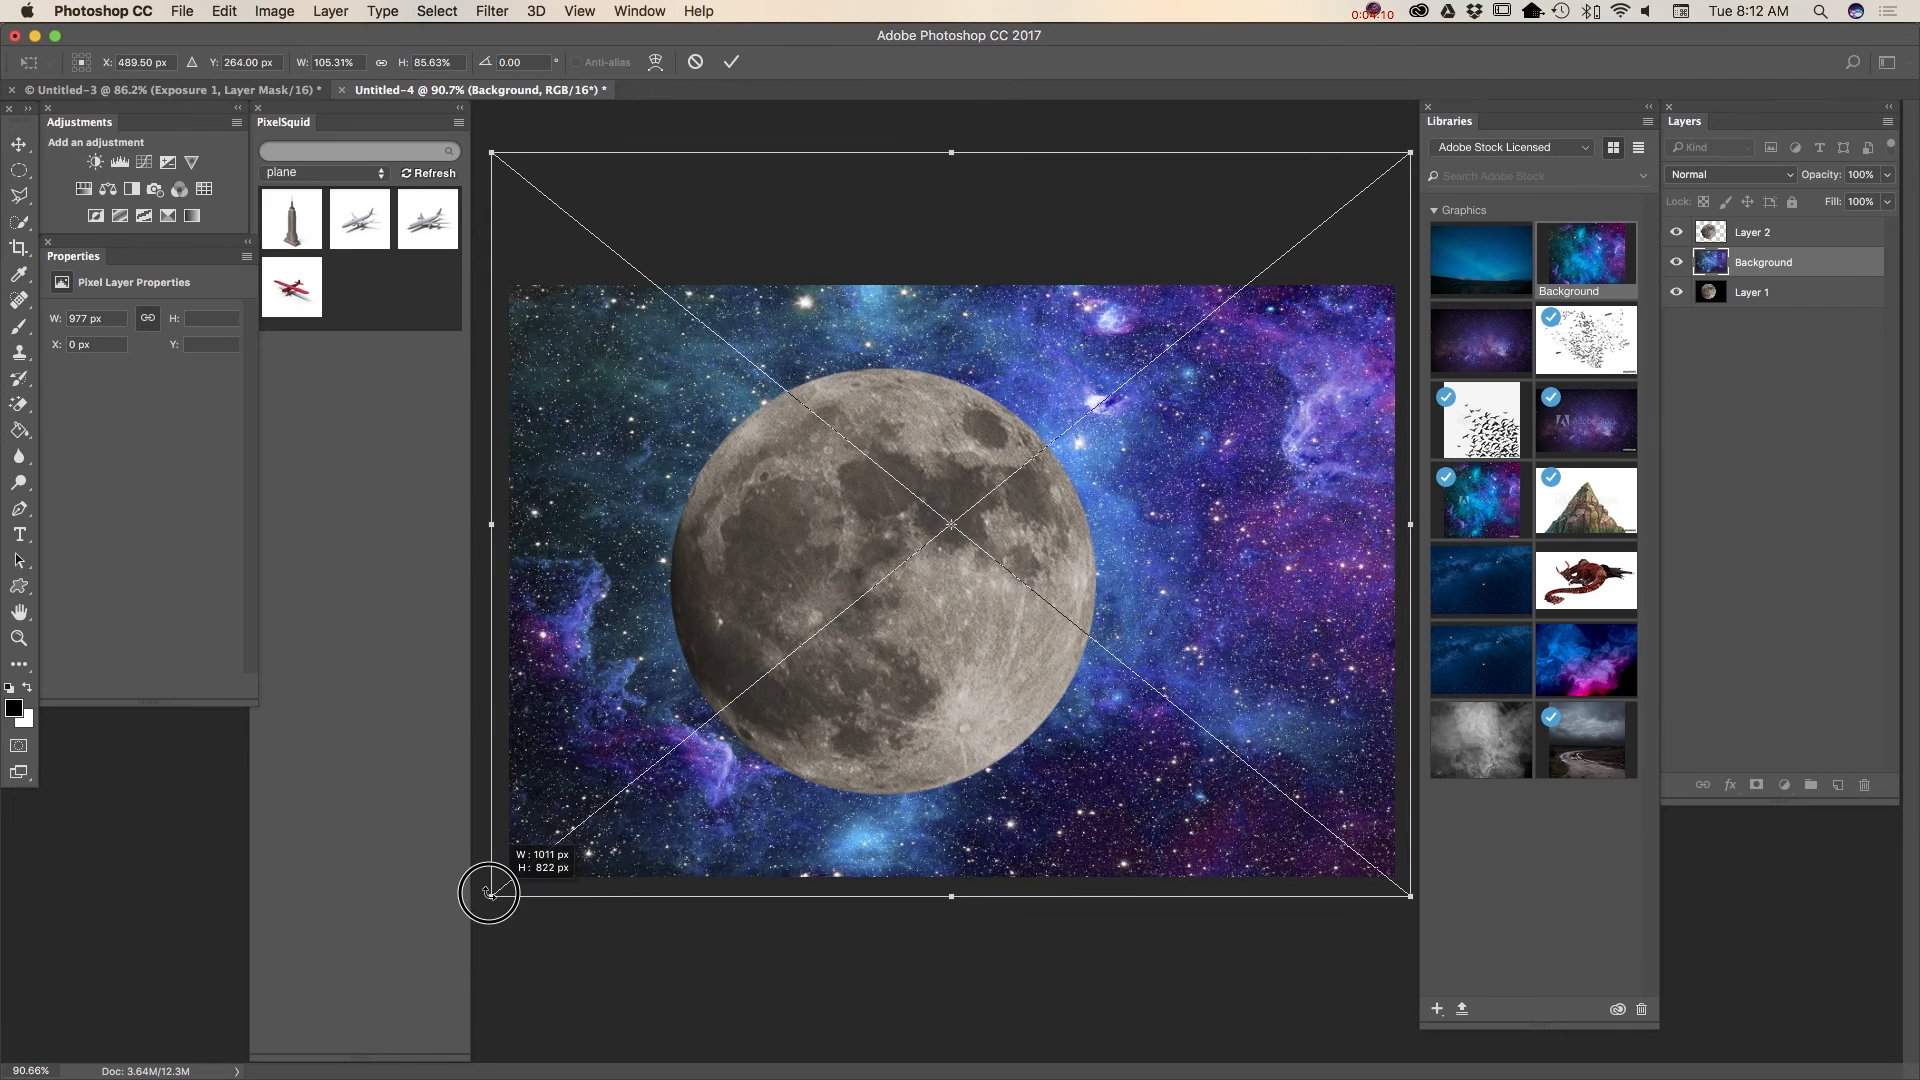 Photoshop CC File Edit Image Layer Type Select Filter 3D View Window Help
0:04:10 Tue 8:12 AM
Adobe Photoshop CC 2017
X: 489.50 px Y: 264.00 px W: 105.31% H: 85.63% 0.00 ° Anti-alias
© Untitled-3 @ 86.2% (Exposure 1, Layer Mask/16) * Untitled-4 @ 90.7% (Background, RGB/16*) *
Adjustments
Add an adjustment
Properties
Pixel Layer Properties
W: 977 px H:
X: 0 px Y:
PixelSquid
plane Refresh
W : 1011 px
H : 822 px
Libraries
Adobe Stock Licensed
Search Adobe Stock
Graphics
Background
Layers
Kind
Normal Opacity: 100%
Lock: Fill: 100%
Layer 2
Background
Layer 1
90.66% Doc: 3.64M/12.3M